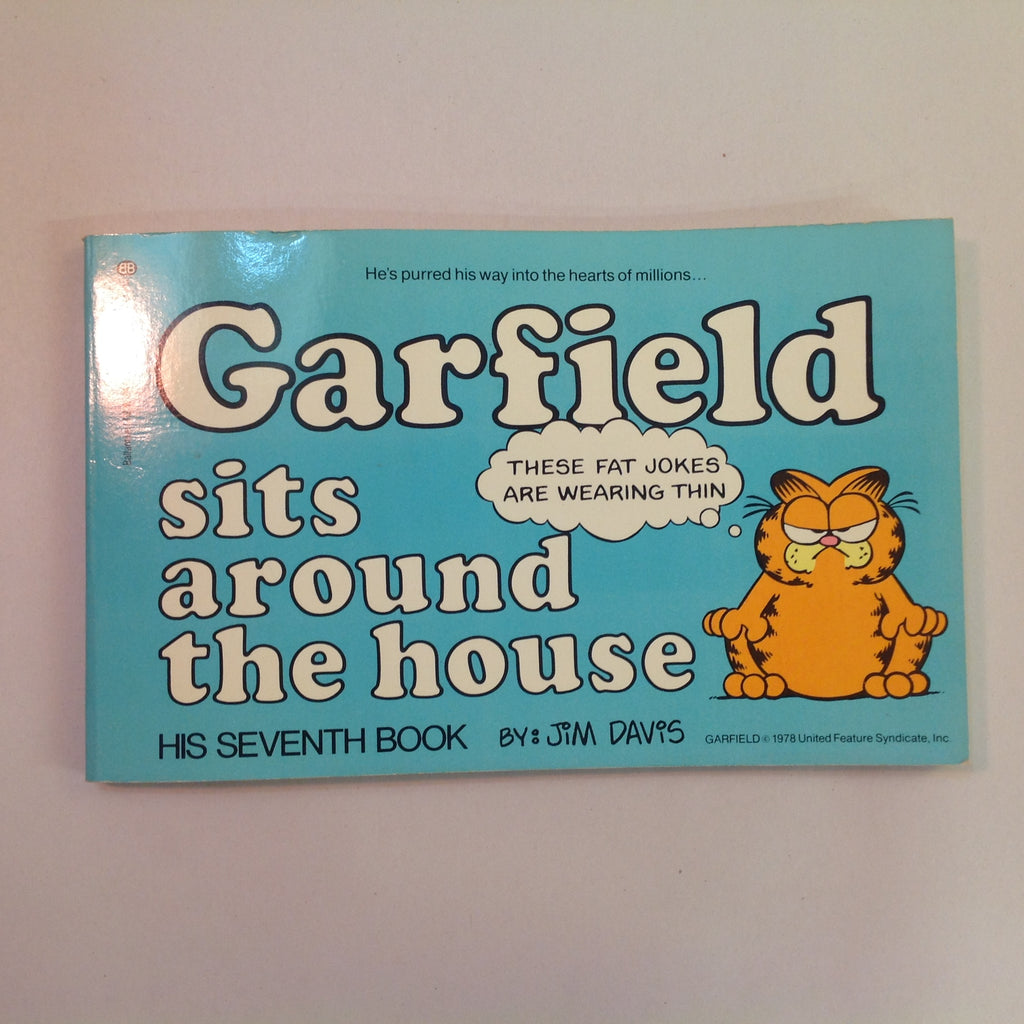 BB
He's purred his way into the hearts of millions...
Garfield
THESE FAT JOKES
ARE WEARING THIN
sits
around
the house
HIS SEVENTH BOOK
BY: JIM DAVIS
GARFIELD © 1978 United Feature Syndicate, Inc.